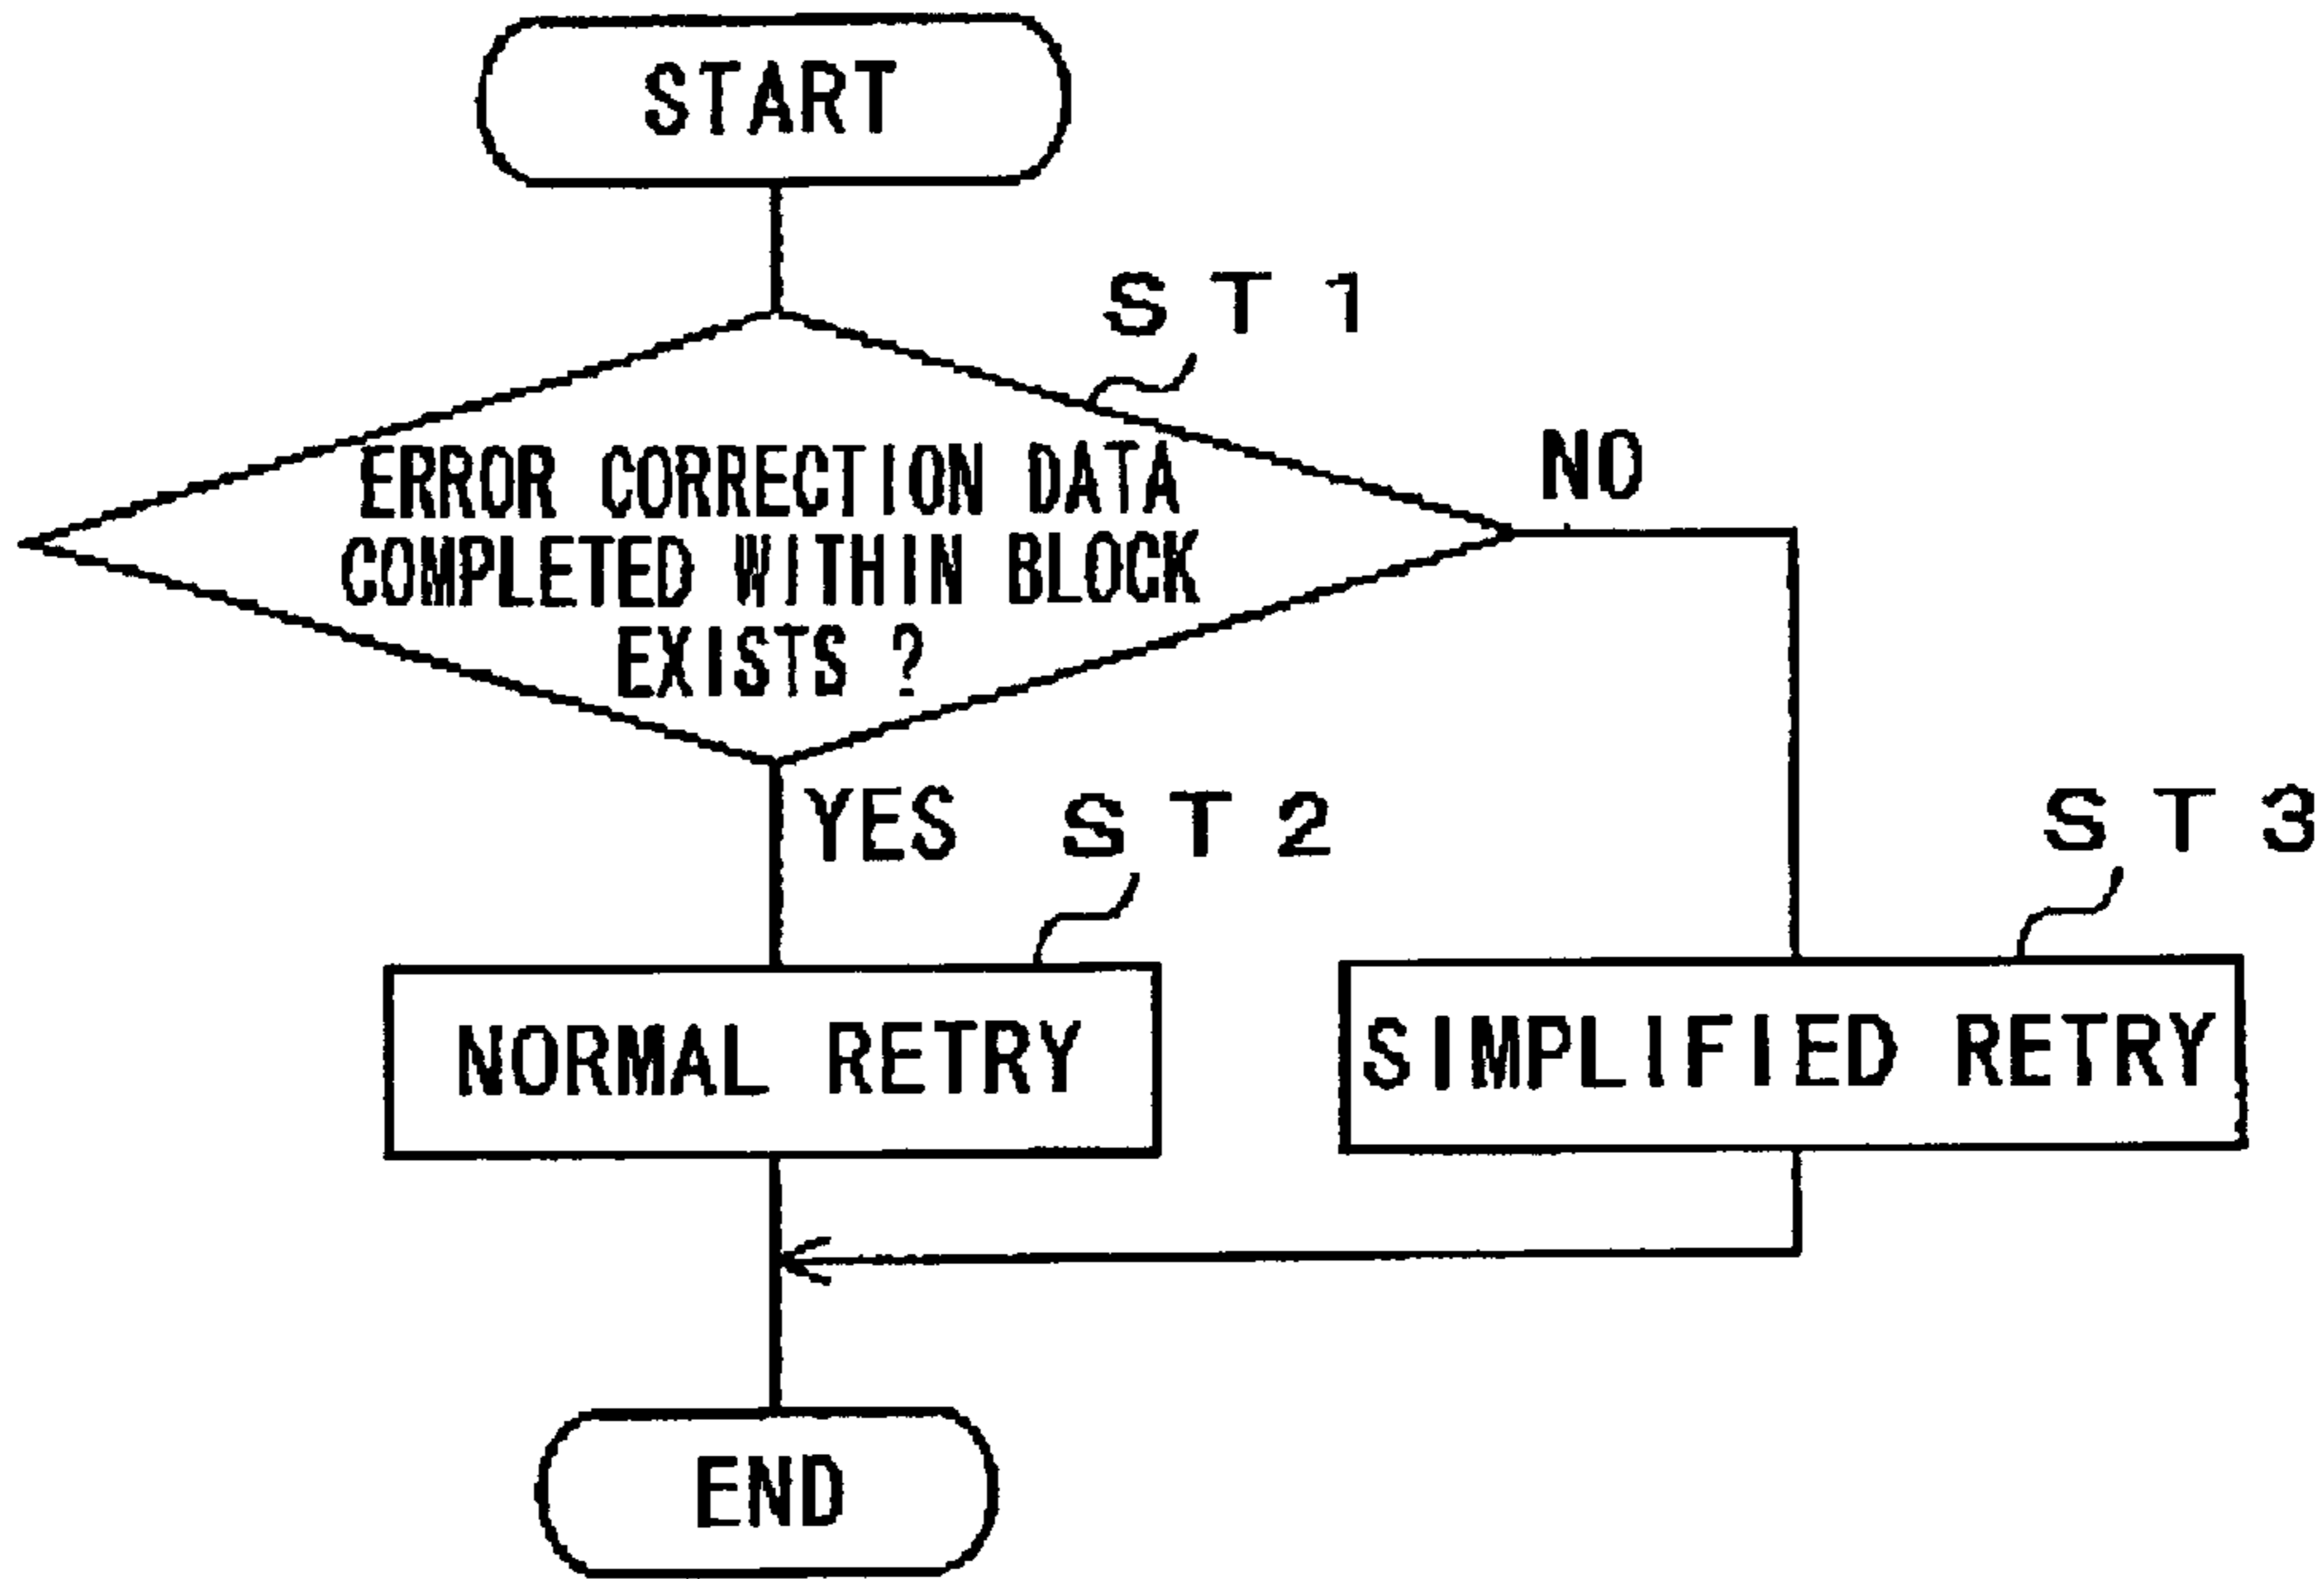 START
ST1
ERROR CORRECTION DATA
COMPLETED WITHIN BLOCK
EXISTS ?
NO
YES
ST2
ST3
NORMAL RETRY
SIMPLIFIED RETRY
END